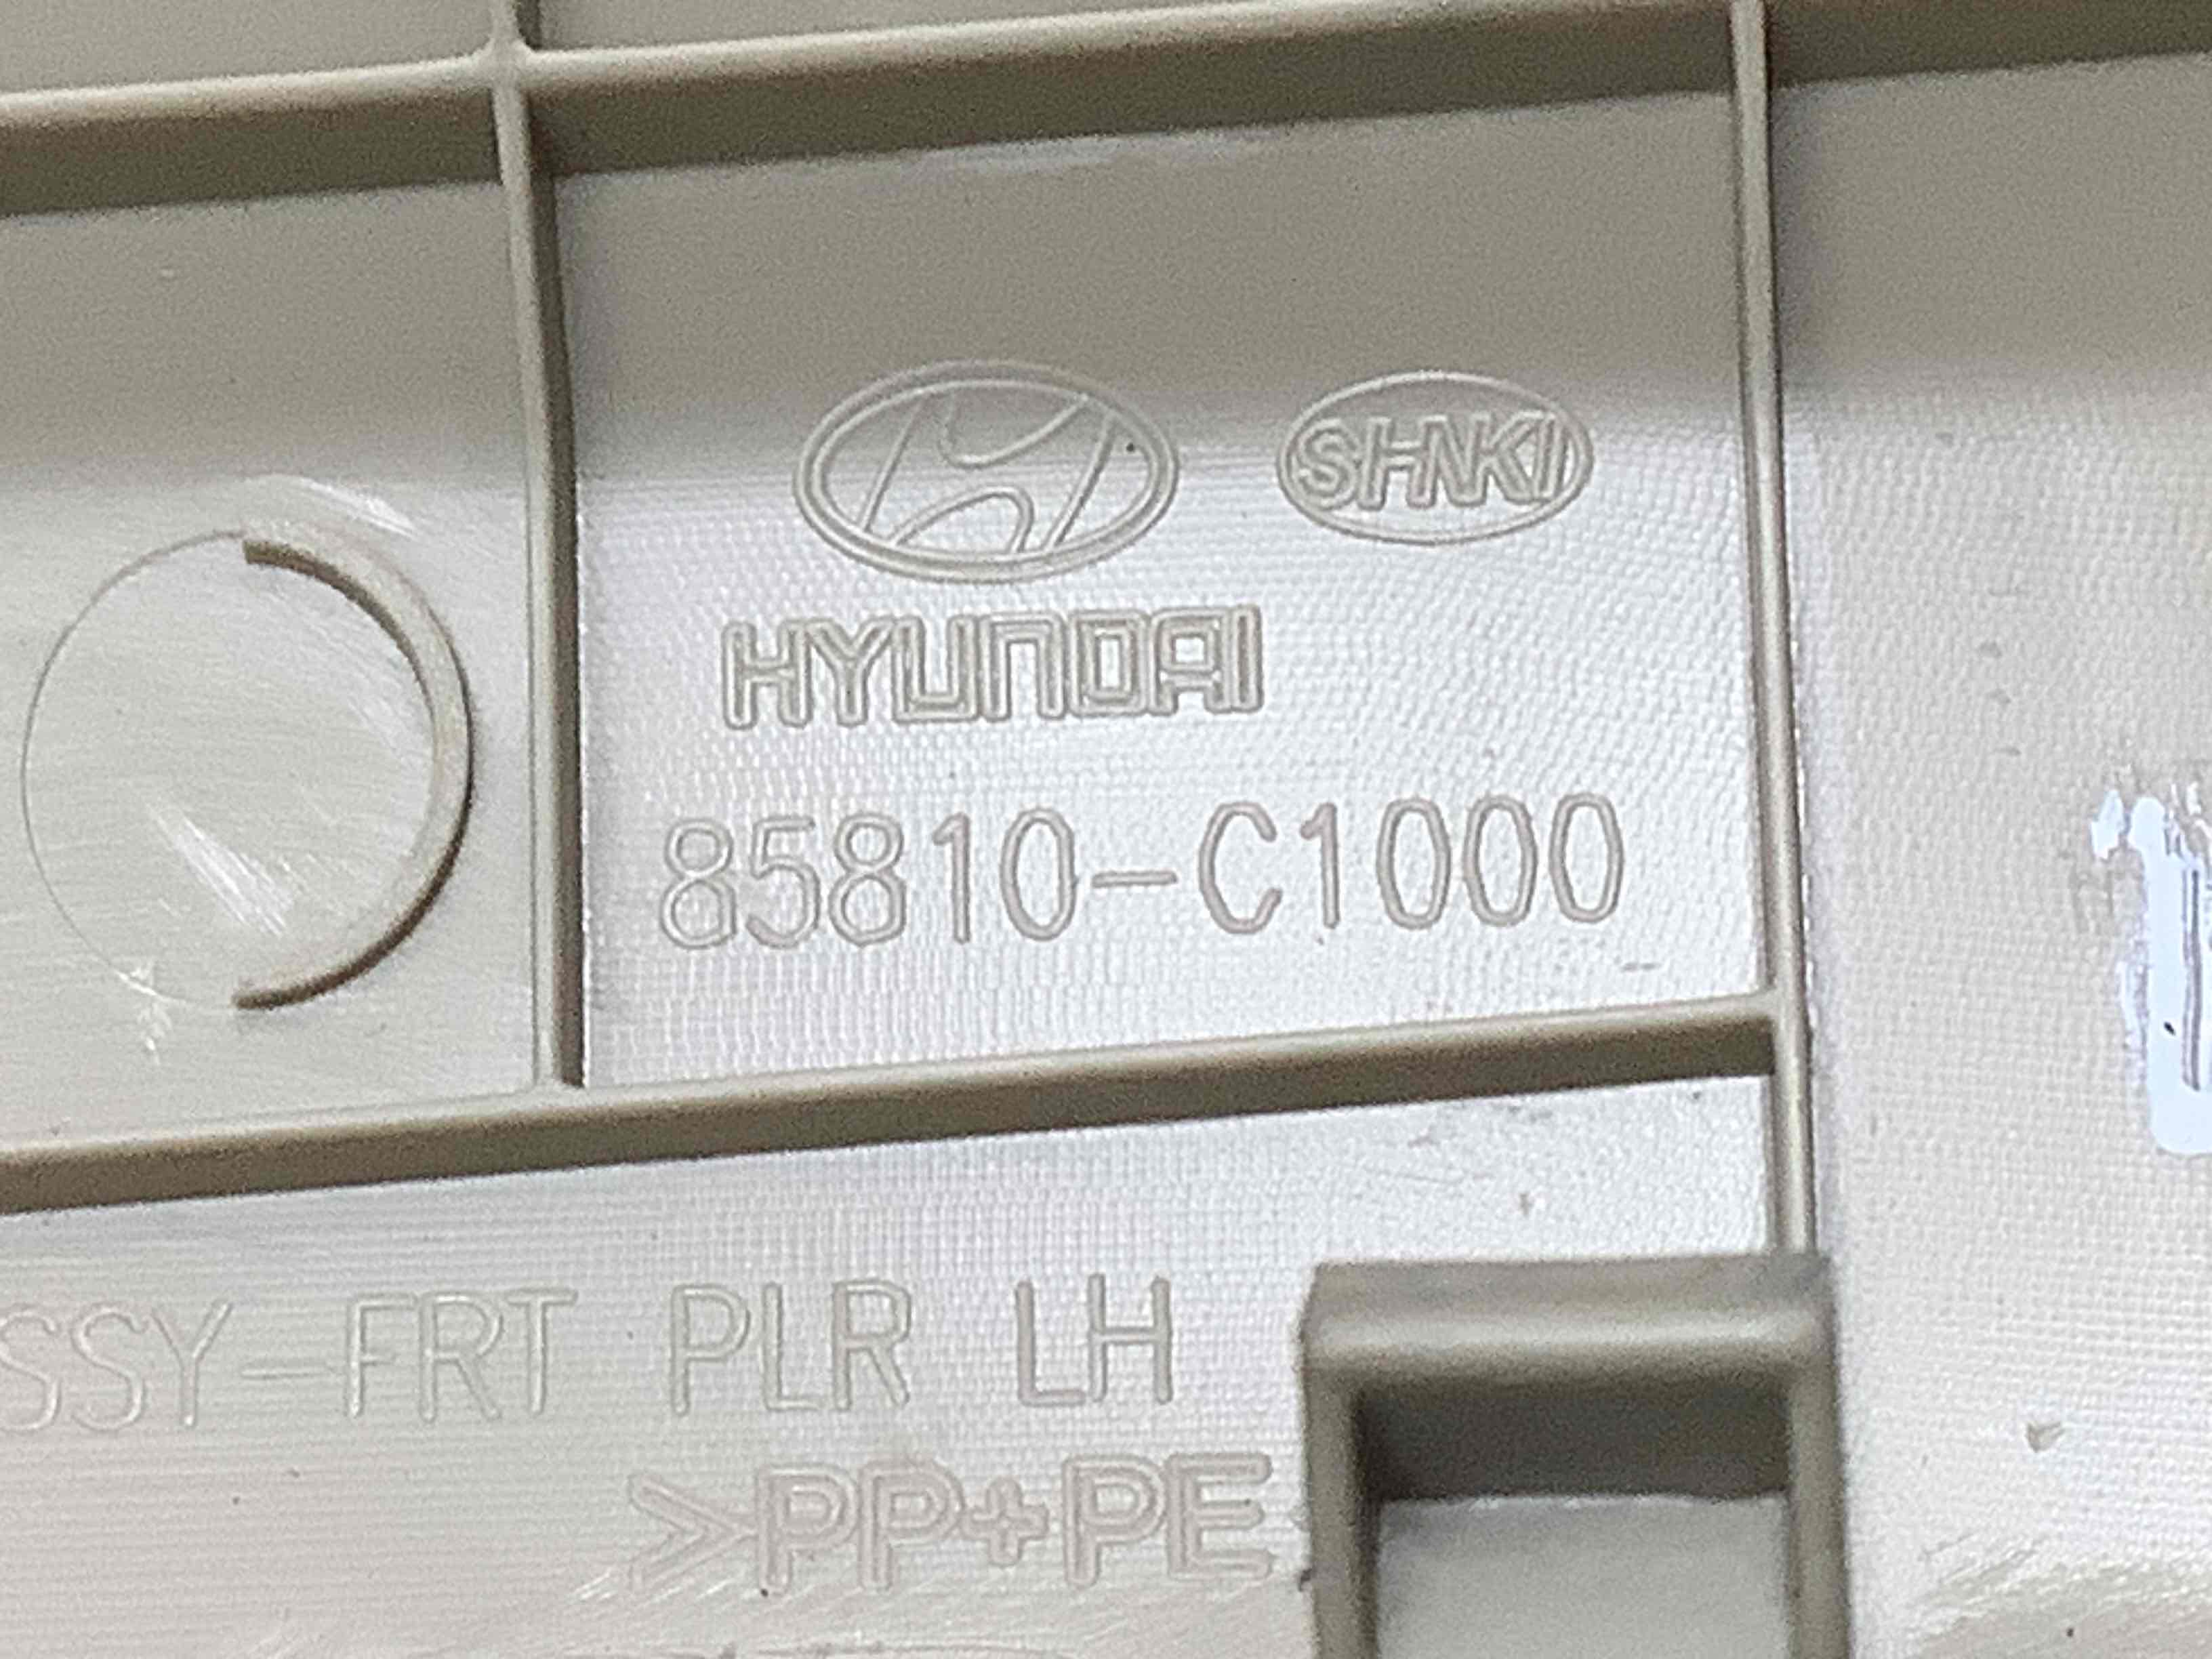 SHNKI
HYUNDAI
85810-C1000
SSY-FRT PLR LH
>PP+PE